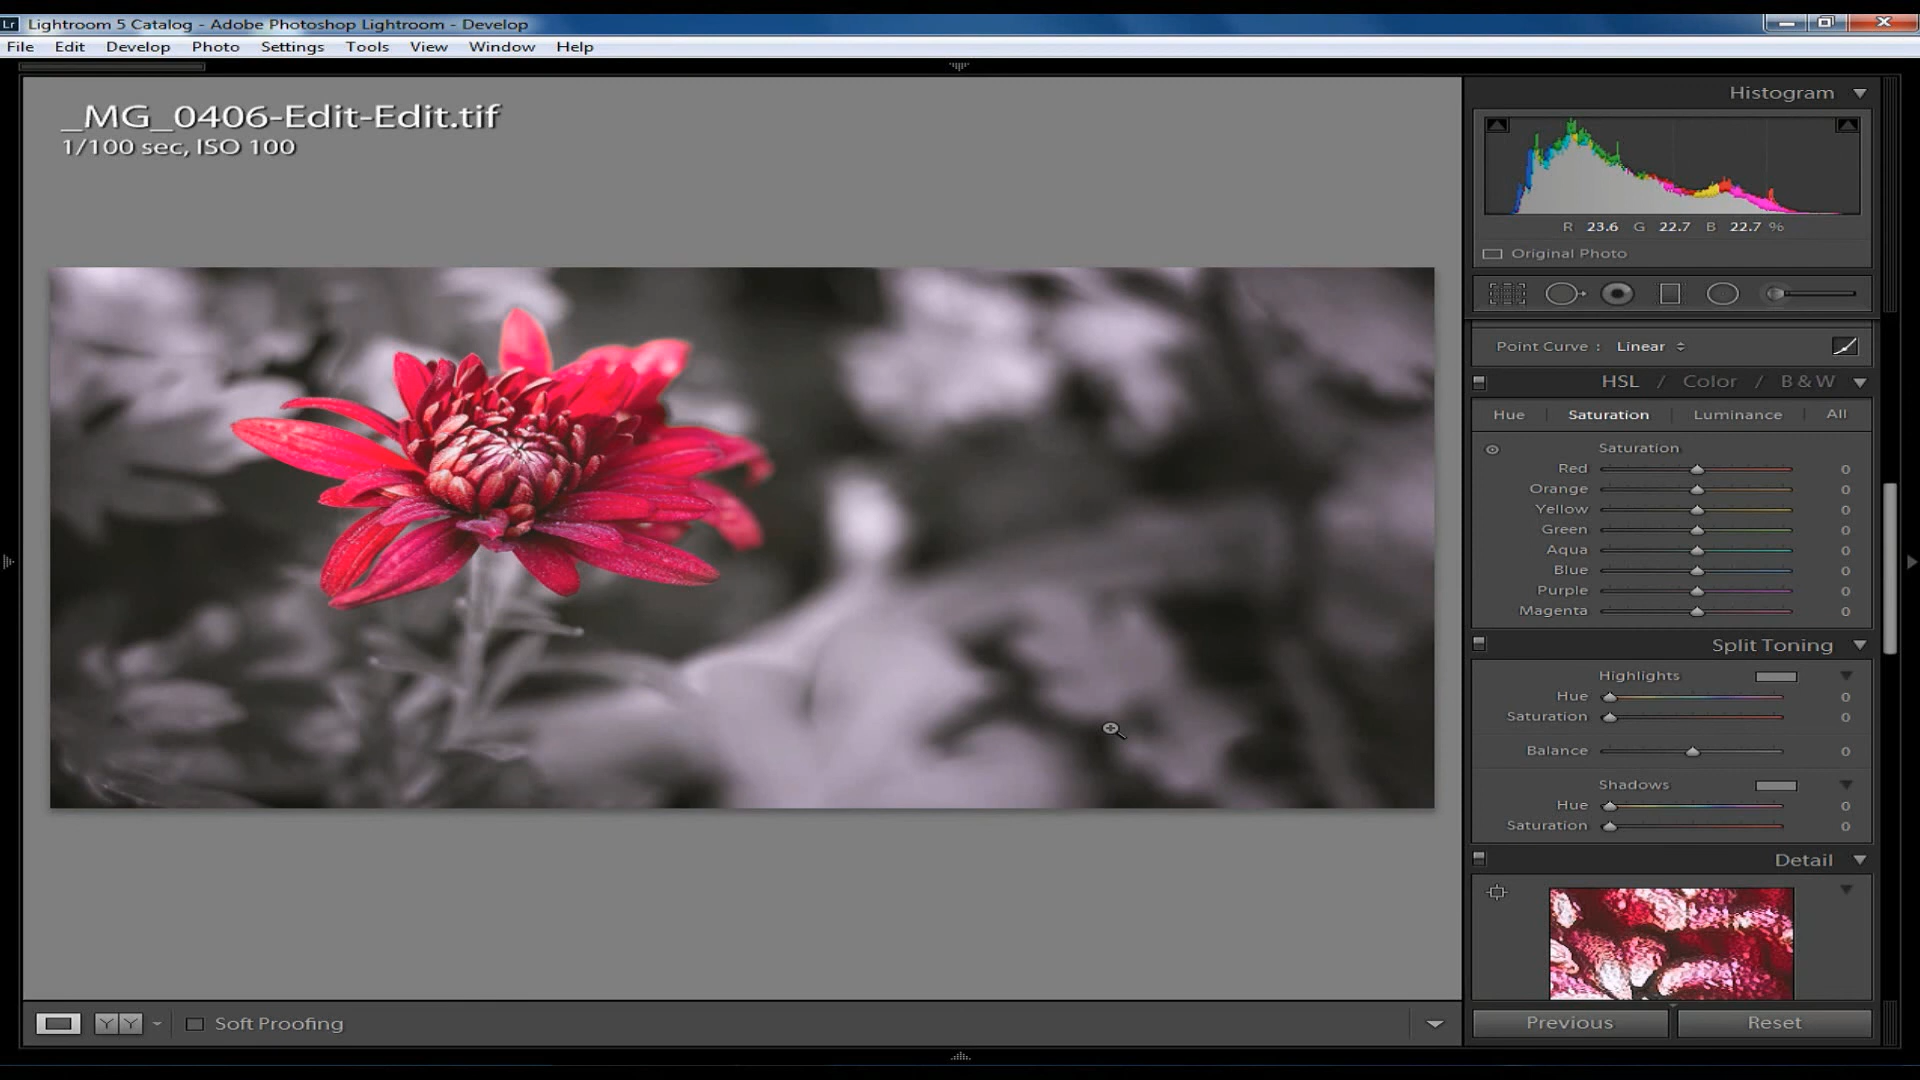 Lr Lightroom 5 Catalog - Adobe Photoshop Lightroom - Develop
File Edit Develop Photo Settings Tools View Window Help
_MG_0406-Edit-Edit.tif
1/100 sec, ISO 100
Histogram
R 23.6 G 22.7 B 22.7 %
Original Photo
Point Curve : Linear
HSL / Color / B & W
Hue Saturation Luminance All
Saturation
Red 0
Orange 0
Yellow 0
Green 0
Aqua 0
Blue 0
Purple 0
Magenta 0
Split Toning
Highlights
Hue 0
Saturation 0
Balance 0
Shadows
Hue 0
Saturation 0
Detail
Y Y Soft Proofing
Previous Reset